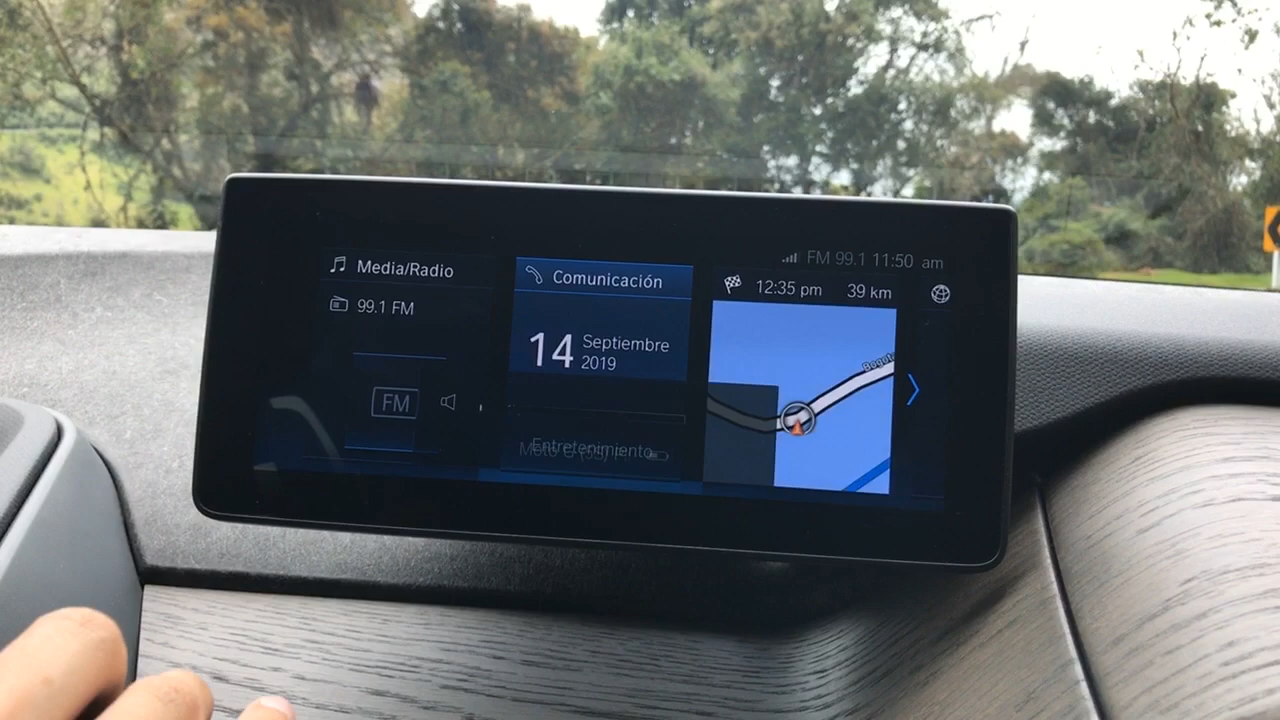 FM 99.1 11:50 am
Media/Radio
99.1 FM
FM
Comunicación
14 Septiembre
2019
Entretenimiento
12:35 pm 39 km